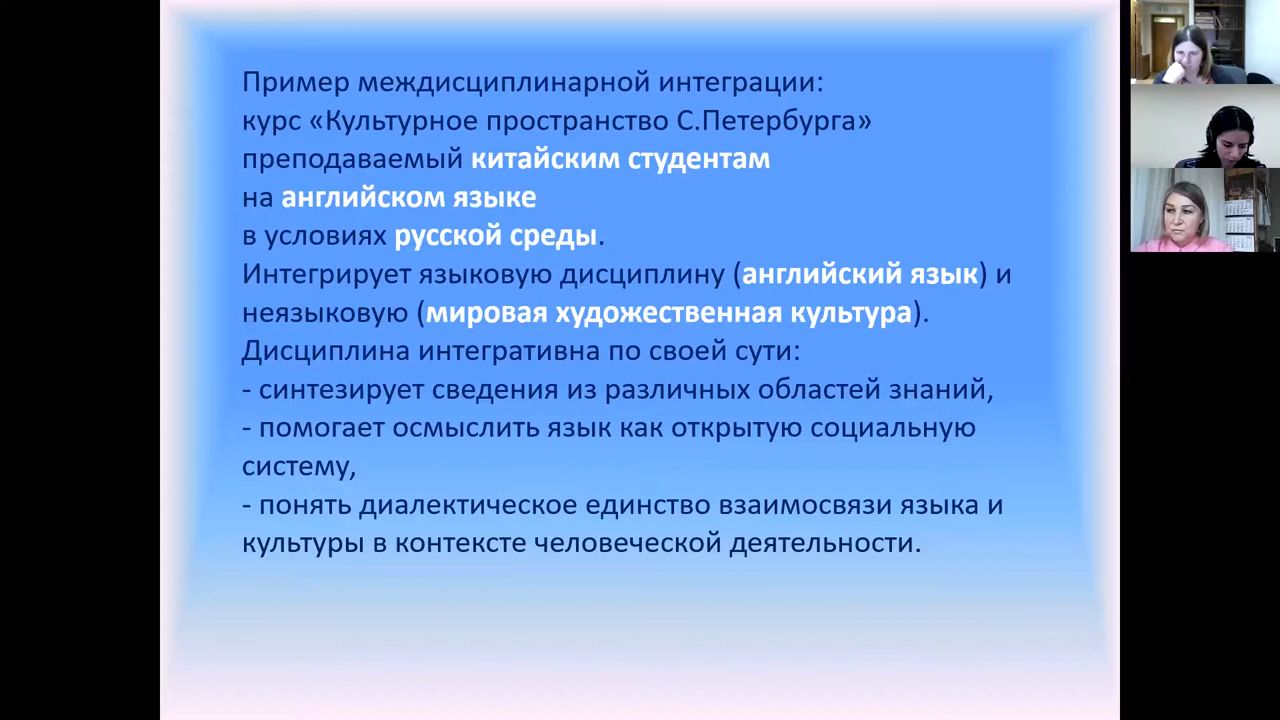 Пример междисциплинарной интеграции:
курс «Культурное пространство С.Петербурга»
преподаваемый китайским студентам
на английском языке
в условиях русской среды.
Интегрирует языковую дисциплину (английский язык) и
неязыковую (мировая художественная культура).
Дисциплина интегративна по своей сути:
- синтезирует сведения из различных областей знаний,
- помогает осмыслить язык как открытую социальную
систему,
- понять диалектическое единство взаимосвязи языка и
культуры в контексте человеческой деятельности.